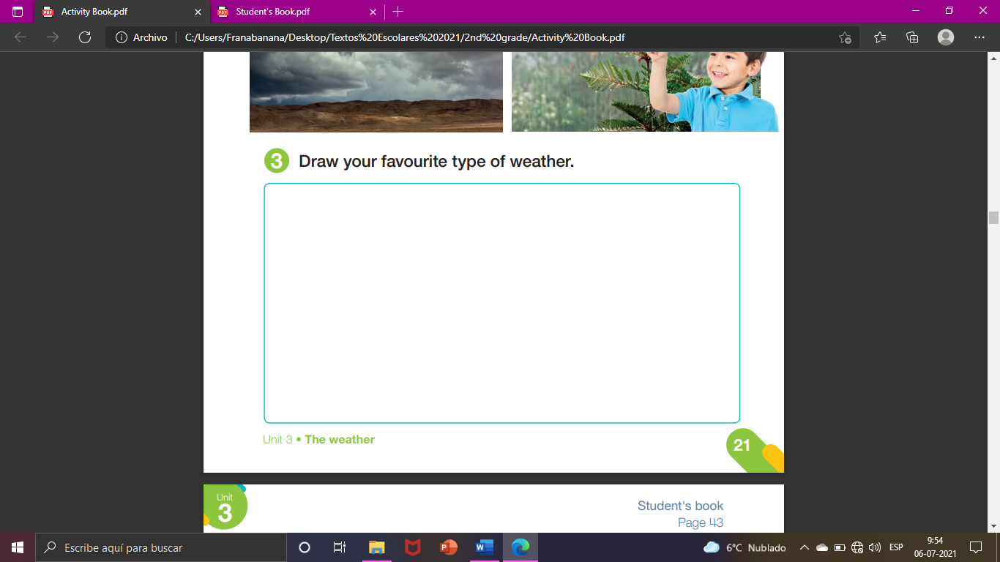 Activity Book.pdf
Student's Book.pdf
Archivo
C:/Users/Franabanana/Desktop/Textos%20Escolares%202021/2nd%20grade/Activity%20Book.pdf
3 Draw your favourite type of weather.
Unit 3 • The weather
21
Unit
3
Student's book
Page 43
Escribe aquí para buscar
6°C Nublado
ESP
9:54
06-07-2021